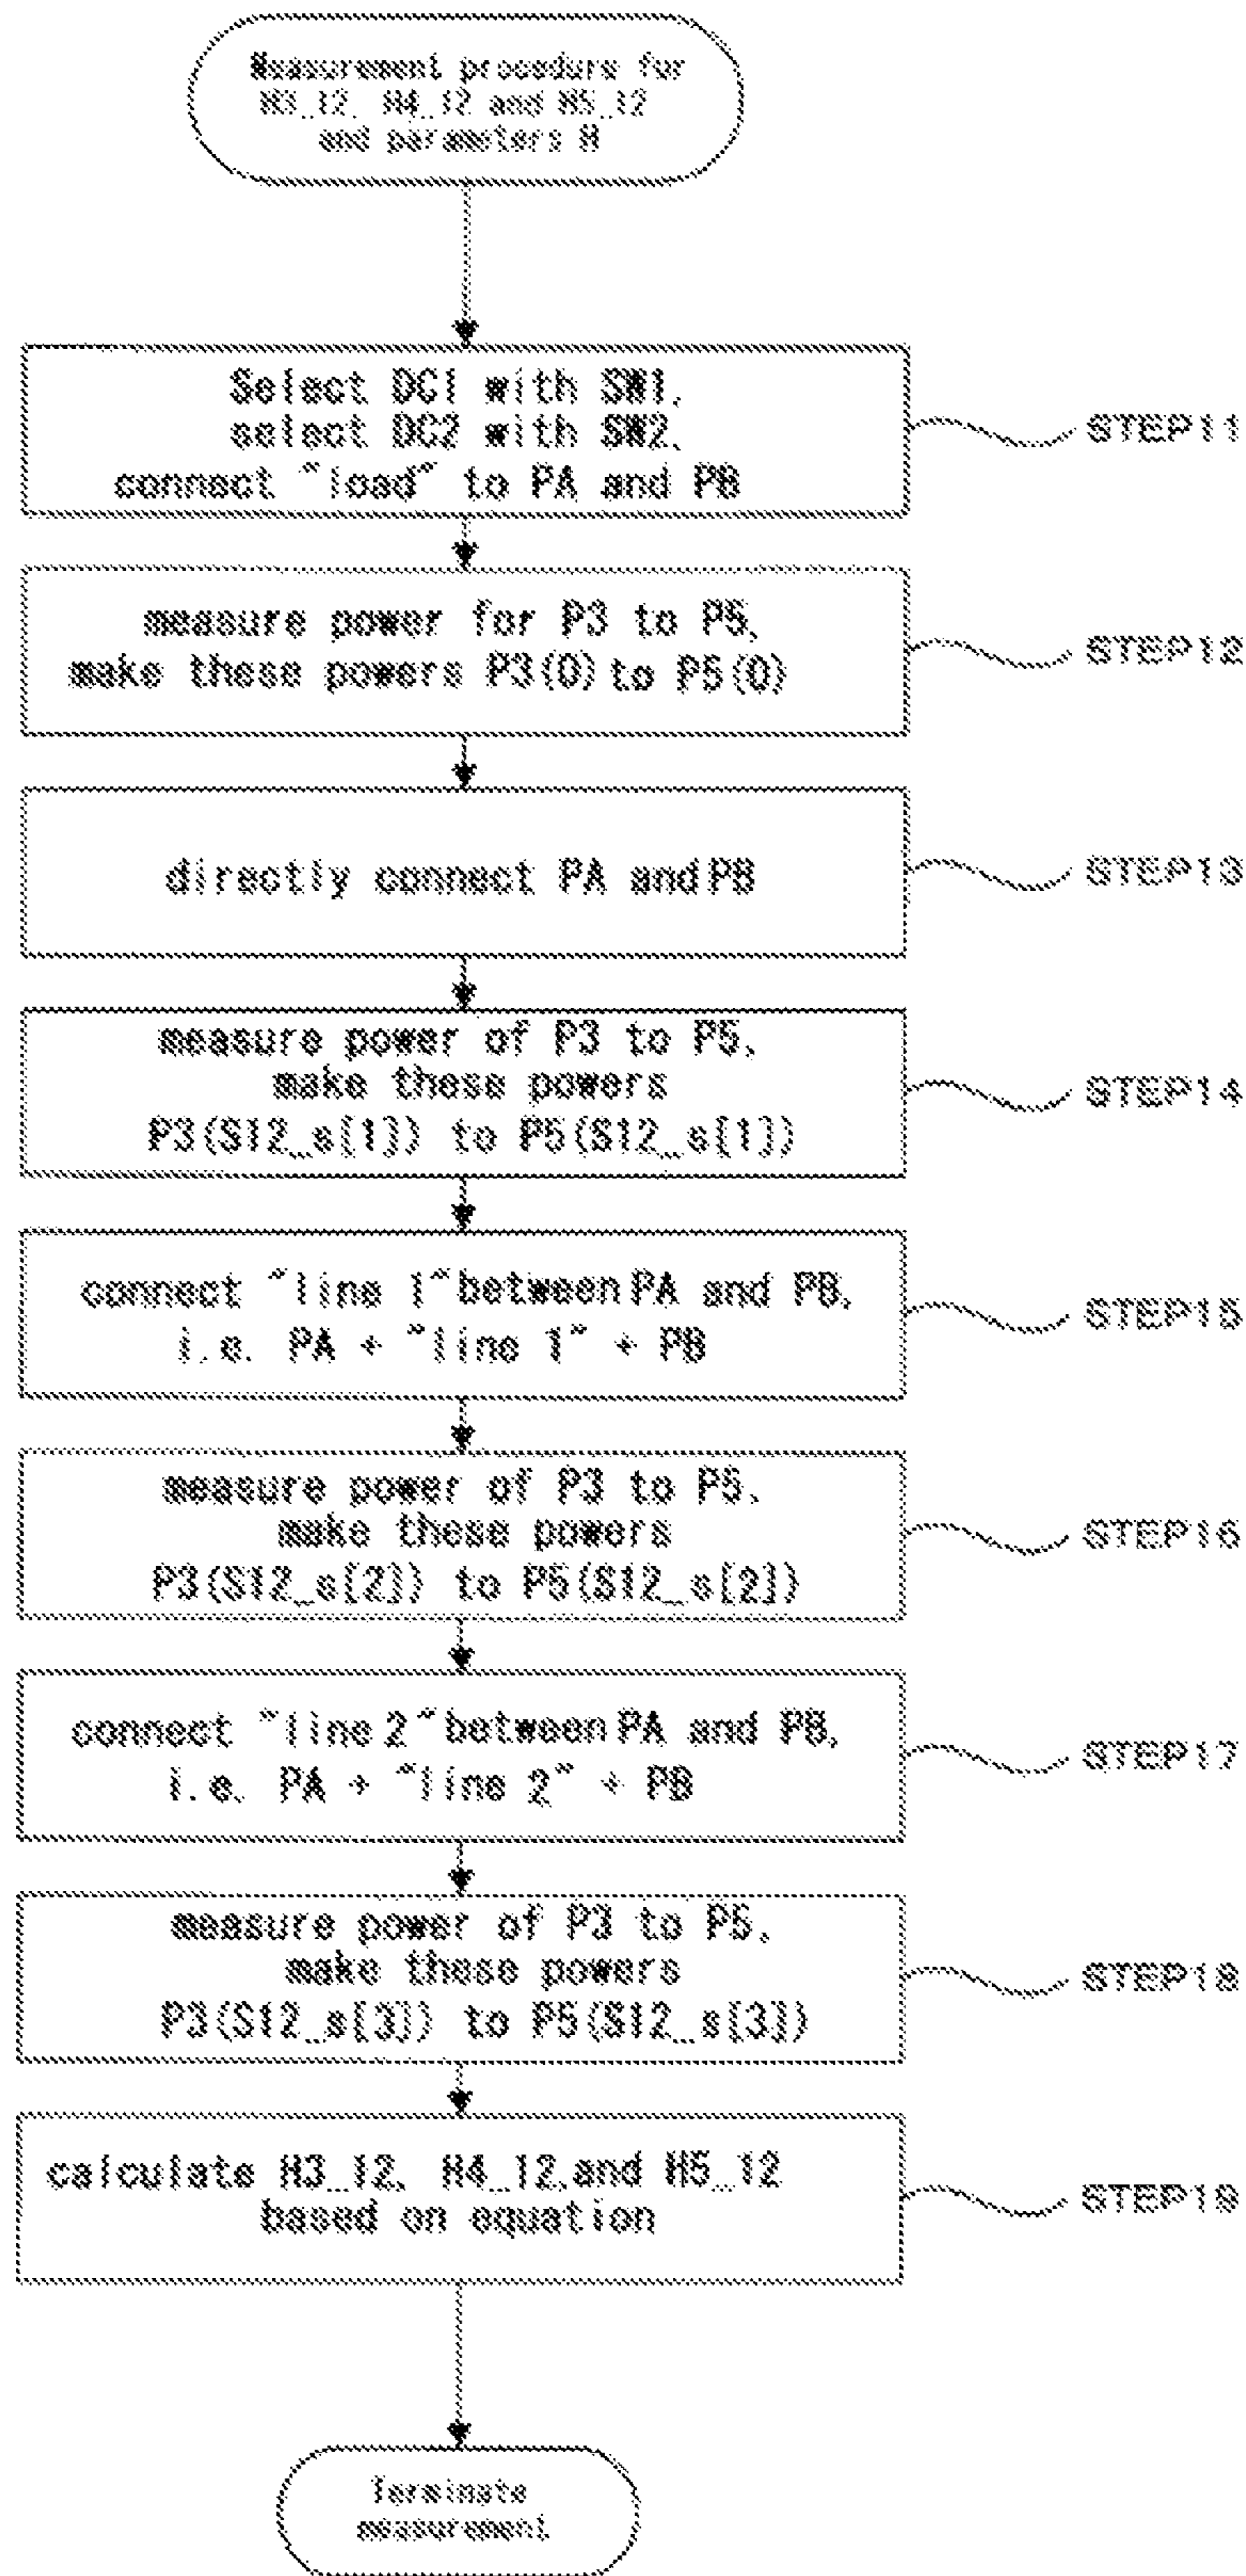 Measurement procedure for
H3_12, H4_12 and H5_12
and parameters H
Select DC1 with SW1,
select DC2 with SW2,
connect "load" to PA and PB
STEP11
measure power for P3 to P5,
make these powers P3(0) to P5(0)
STEP12
directly connect PA and PB
STEP13
measure power of P3 to P5,
make these powers
P3(S12_s[1]) to P5(S12_s[1])
STEP14
connect "line 1" between PA and PB,
i.e. PA + "line 1" + PB
STEP15
measure power of P3 to P5,
make these powers
P3(S12_s[2]) to P5(S12_s[2])
STEP16
connect "line 2" between PA and PB,
i.e. PA + "line 2" + PB
STEP17
measure power of P3 to P5,
make these powers
P3(S12_s[3]) to P5(S12_s[3])
STEP18
calculate H3_12, H4_12, and H5_12
based on equation
STEP19
Terminate
measurement